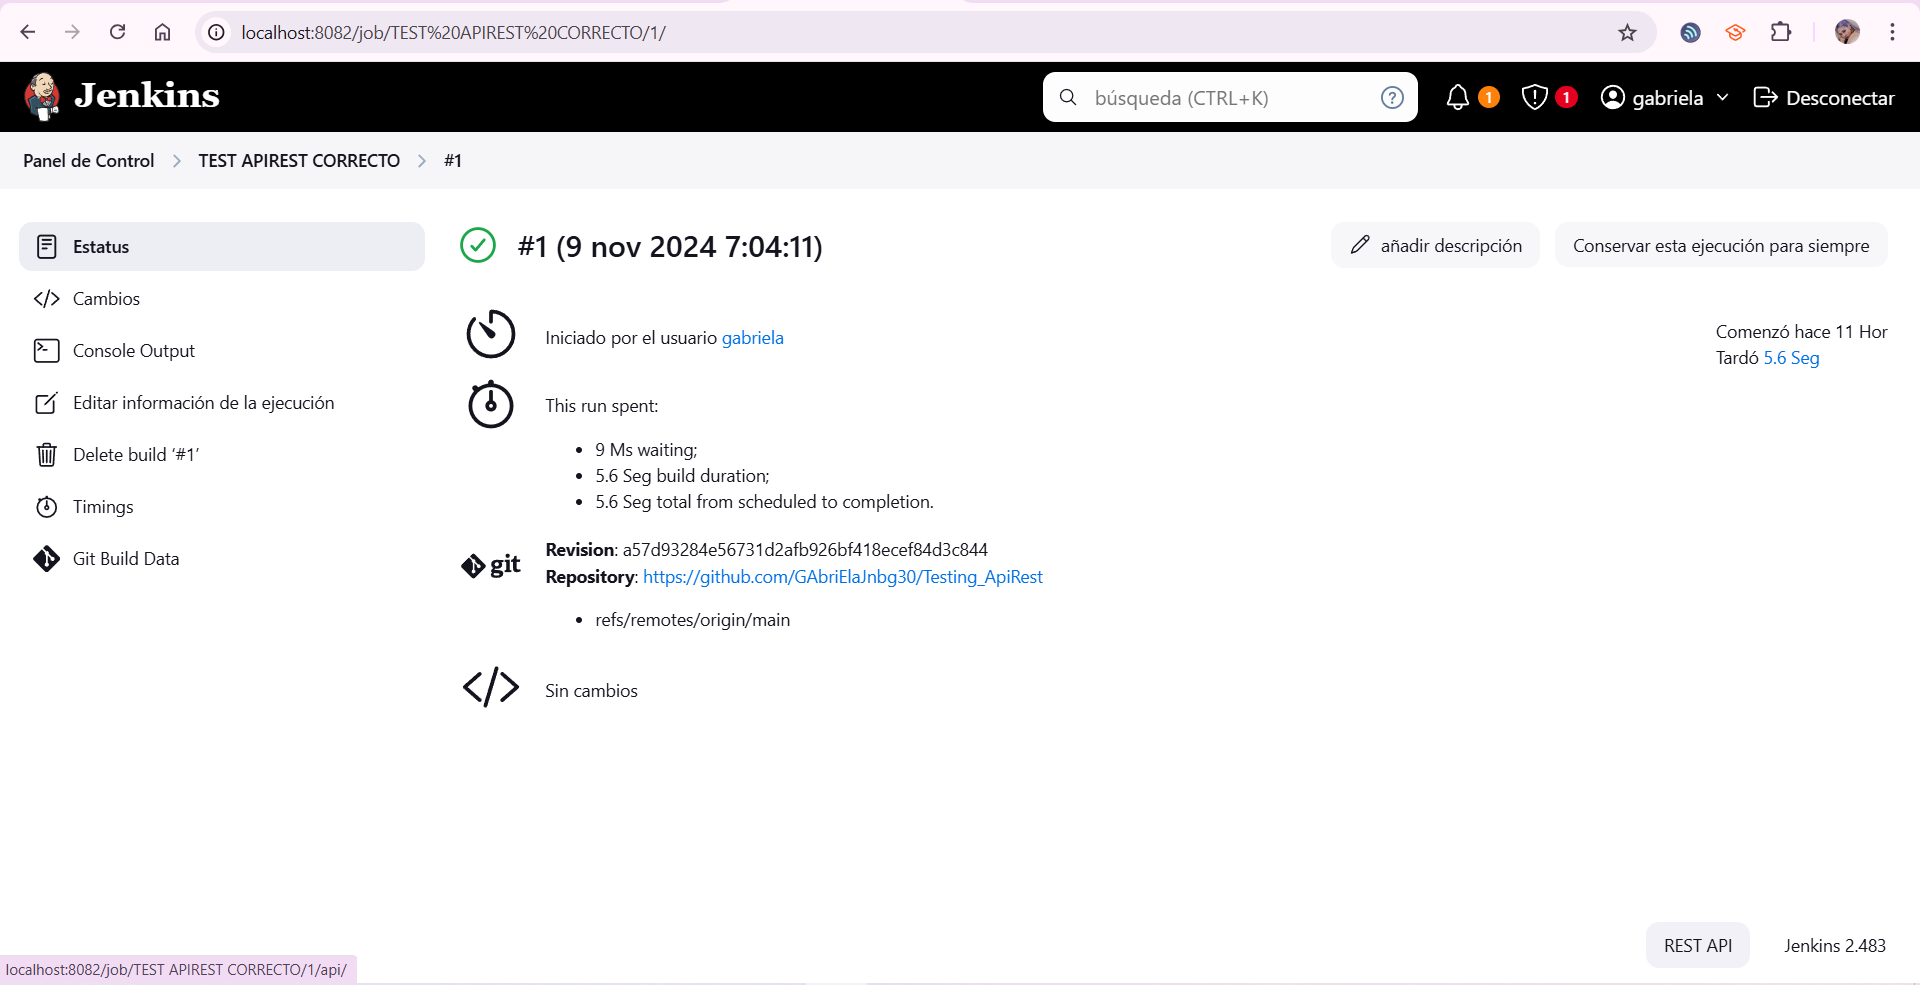 localhost:8082/job/TEST%20APIREST%20CORRECTO/1/
Jenkins
búsqueda (CTRL+K)
?
1
1
gabriela
Desconectar
Panel de Control > TEST APIREST CORRECTO > #1
Estatus
Cambios
Console Output
Editar información de la ejecución
Delete build ‘#1’
Timings
Git Build Data
#1 (9 nov 2024 7:04:11)
añadir descripción
Conservar esta ejecución para siempre
Iniciado por el usuario gabriela
Comenzó hace 11 Hor
Tardó 5.6 Seg
This run spent:
• 9 Ms waiting;
• 5.6 Seg build duration;
• 5.6 Seg total from scheduled to completion.
git
Revision: a57d93284e56731d2afb926bf418ecef84d3c844
Repository: https://github.com/GAbriElaJnbg30/Testing_ApiRest
• refs/remotes/origin/main
Sin cambios
REST API
Jenkins 2.483
localhost:8082/job/TEST APIREST CORRECTO/1/api/